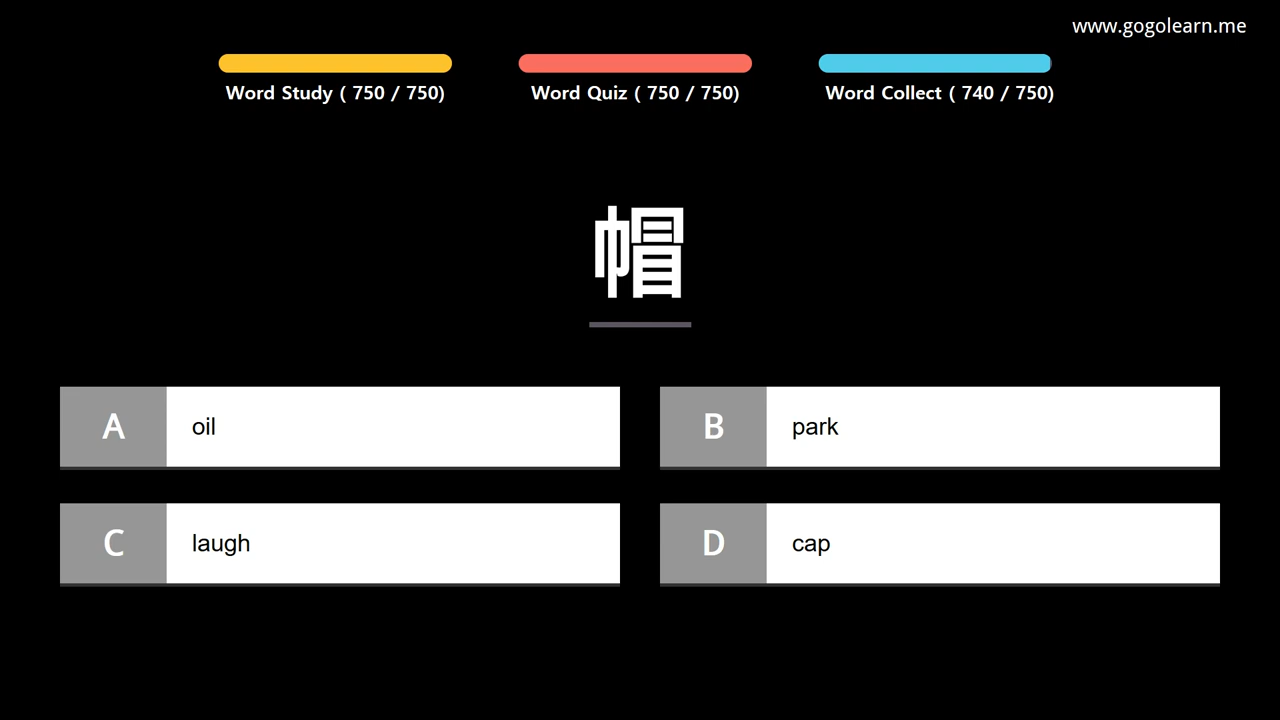 www.gogolearn.me
Word Study ( 750 / 750)
Word Quiz ( 750 / 750)
Word Collect ( 740 / 750)
帽
A
oil
B
park
C
laugh
D
cap